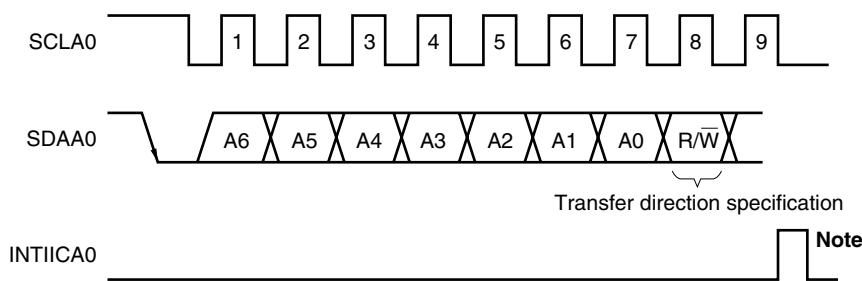 SCLA0 1 2 3 4 5 6 7 8 9
SDAA0 A6 A5 A4 A3 A2 A1 A0 R/W̅
Transfer direction specification
INTIICA0 Note